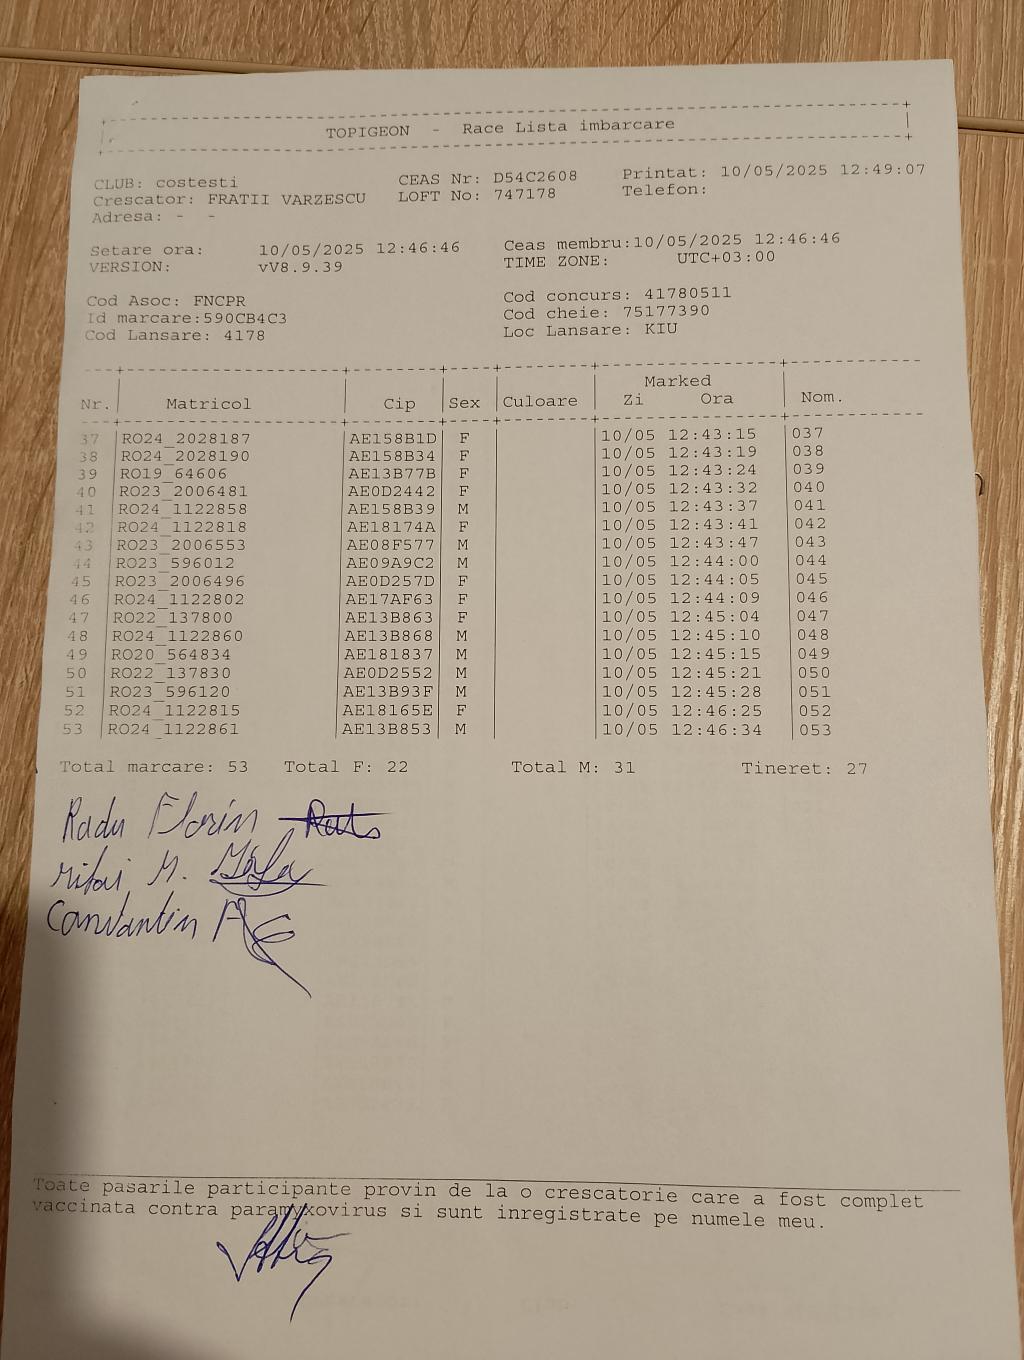 TOPIGEON - Race Lista imbarcare
CLUB: costesti CEAS Nr: D54C2608 Printat: 10/05/2025 12:49:07
Crescator: FRATII VARZESCU LOFT No: 747178 Telefon:
Adresa: - -
Setare ora: 10/05/2025 12:46:46 Ceas membru:10/05/2025 12:46:46
VERSION: vV8.9.39 TIME ZONE: UTC+03:00
Cod Asoc: FNCPR Cod concurs: 41780511
Id marcare:590CB4C3 Cod cheie: 75177390
Cod Lansare: 4178 Loc Lansare: KIU
Marked
Nr. Matricol Cip Sex Culoare Zi Ora Nom.
37 RO24_2028187 AE158B1D F 10/05 12:43:15 037
38 RO24_2028190 AE158B34 F 10/05 12:43:19 038
39 RO19_64606 AE13B77B F 10/05 12:43:24 039
40 RO23_2006481 AE0D2442 F 10/05 12:43:32 040
41 RO24_1122858 AE158B39 M 10/05 12:43:37 041
42 RO24_1122818 AE18174A F 10/05 12:43:41 042
43 RO23_2006553 AE08F577 M 10/05 12:43:47 043
44 RO23_596012 AE09A9C2 M 10/05 12:44:00 044
45 RO23_2006496 AE0D257D F 10/05 12:44:05 045
46 RO24_1122802 AE17AF63 F 10/05 12:44:09 046
47 RO22_137800 AE13B863 F 10/05 12:45:04 047
48 RO24_1122860 AE13B868 M 10/05 12:45:10 048
49 RO20_564834 AE181837 M 10/05 12:45:15 049
50 RO22_137830 AE0D2552 M 10/05 12:45:21 050
51 RO23_596120 AE13B93F M 10/05 12:45:28 051
52 RO24_1122815 AE18165E F 10/05 12:46:25 052
53 RO24_1122861 AE13B853 M 10/05 12:46:34 053
Total marcare: 53 Total F: 22 Total M: 31 Tineret: 27
Radu Florin
M.
Constantin
Toate pasarile participante provin de la o crescatorie care a fost complet
vaccinata contra paramyxovirus si sunt inregistrate pe numele meu.